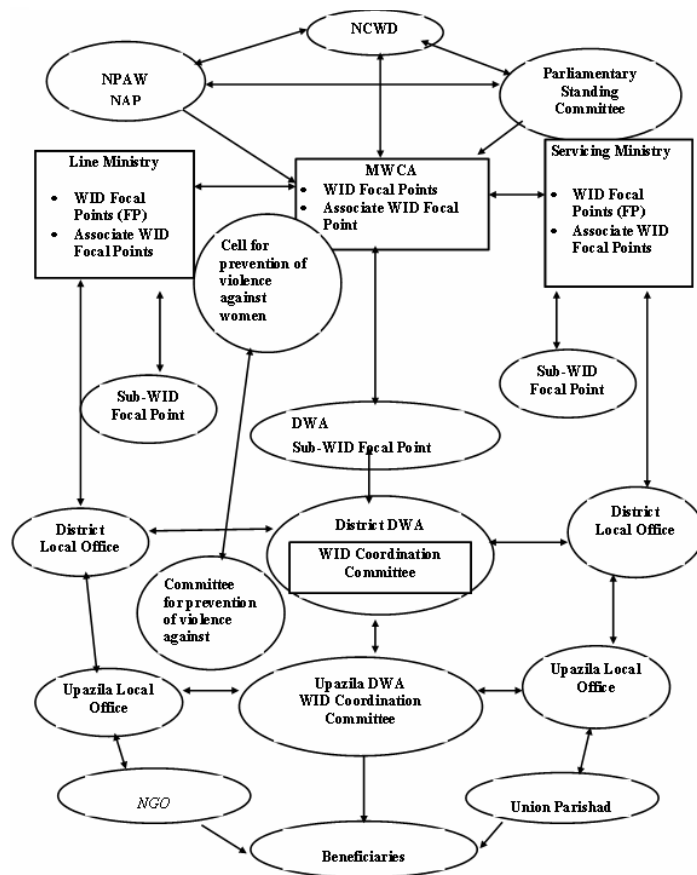 NCWD
NPAW
NAP
Parliamentary
Standing
Committee
Line Ministry
• WID Focal
Points (FP)
• Associate WID
Focal Points
MWCA
• WID Focal Points
• Associate WID Focal
Point
Servicing Ministry
• WID Focal
Points (FP)
• Associate WID
Focal Points
Cell for
prevention of
violence
against
women
Sub-WID
Focal Point
Sub-WID
Focal Point
DWA
Sub-WID Focal Point
District
Local Office
District DWA
WID Coordination
Committee
District
Local Office
Committee
for prevention
of violence
against
Upazila Local
Office
Upazila DWA
WID Coordination
Committee
Upazila Local
Office
NGO
Union Parishad
Beneficiaries